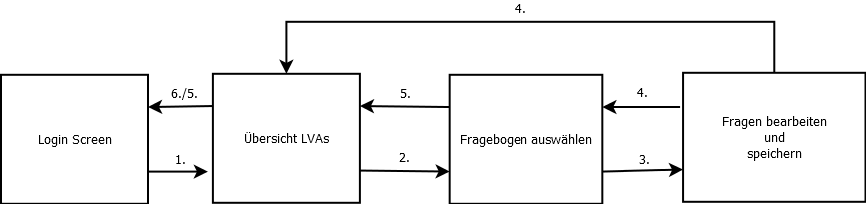 4.
Login Screen
6./5.
1.
Übersicht LVAs
5.
2.
Fragebogen auswählen
4.
3.
Fragen bearbeiten
und
speichern